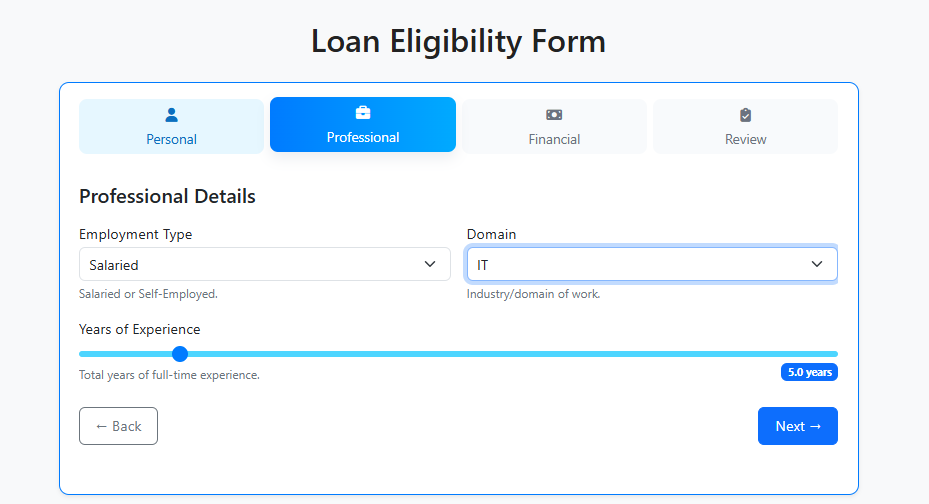 Loan Eligibility Form
Personal
Professional
Financial
Review
Professional Details
Employment Type
Domain
Salaried
IT
Salaried or Self-Employed.
Industry/domain of work.
Years of Experience
Total years of full-time experience.
5.0 years
← Back
Next →